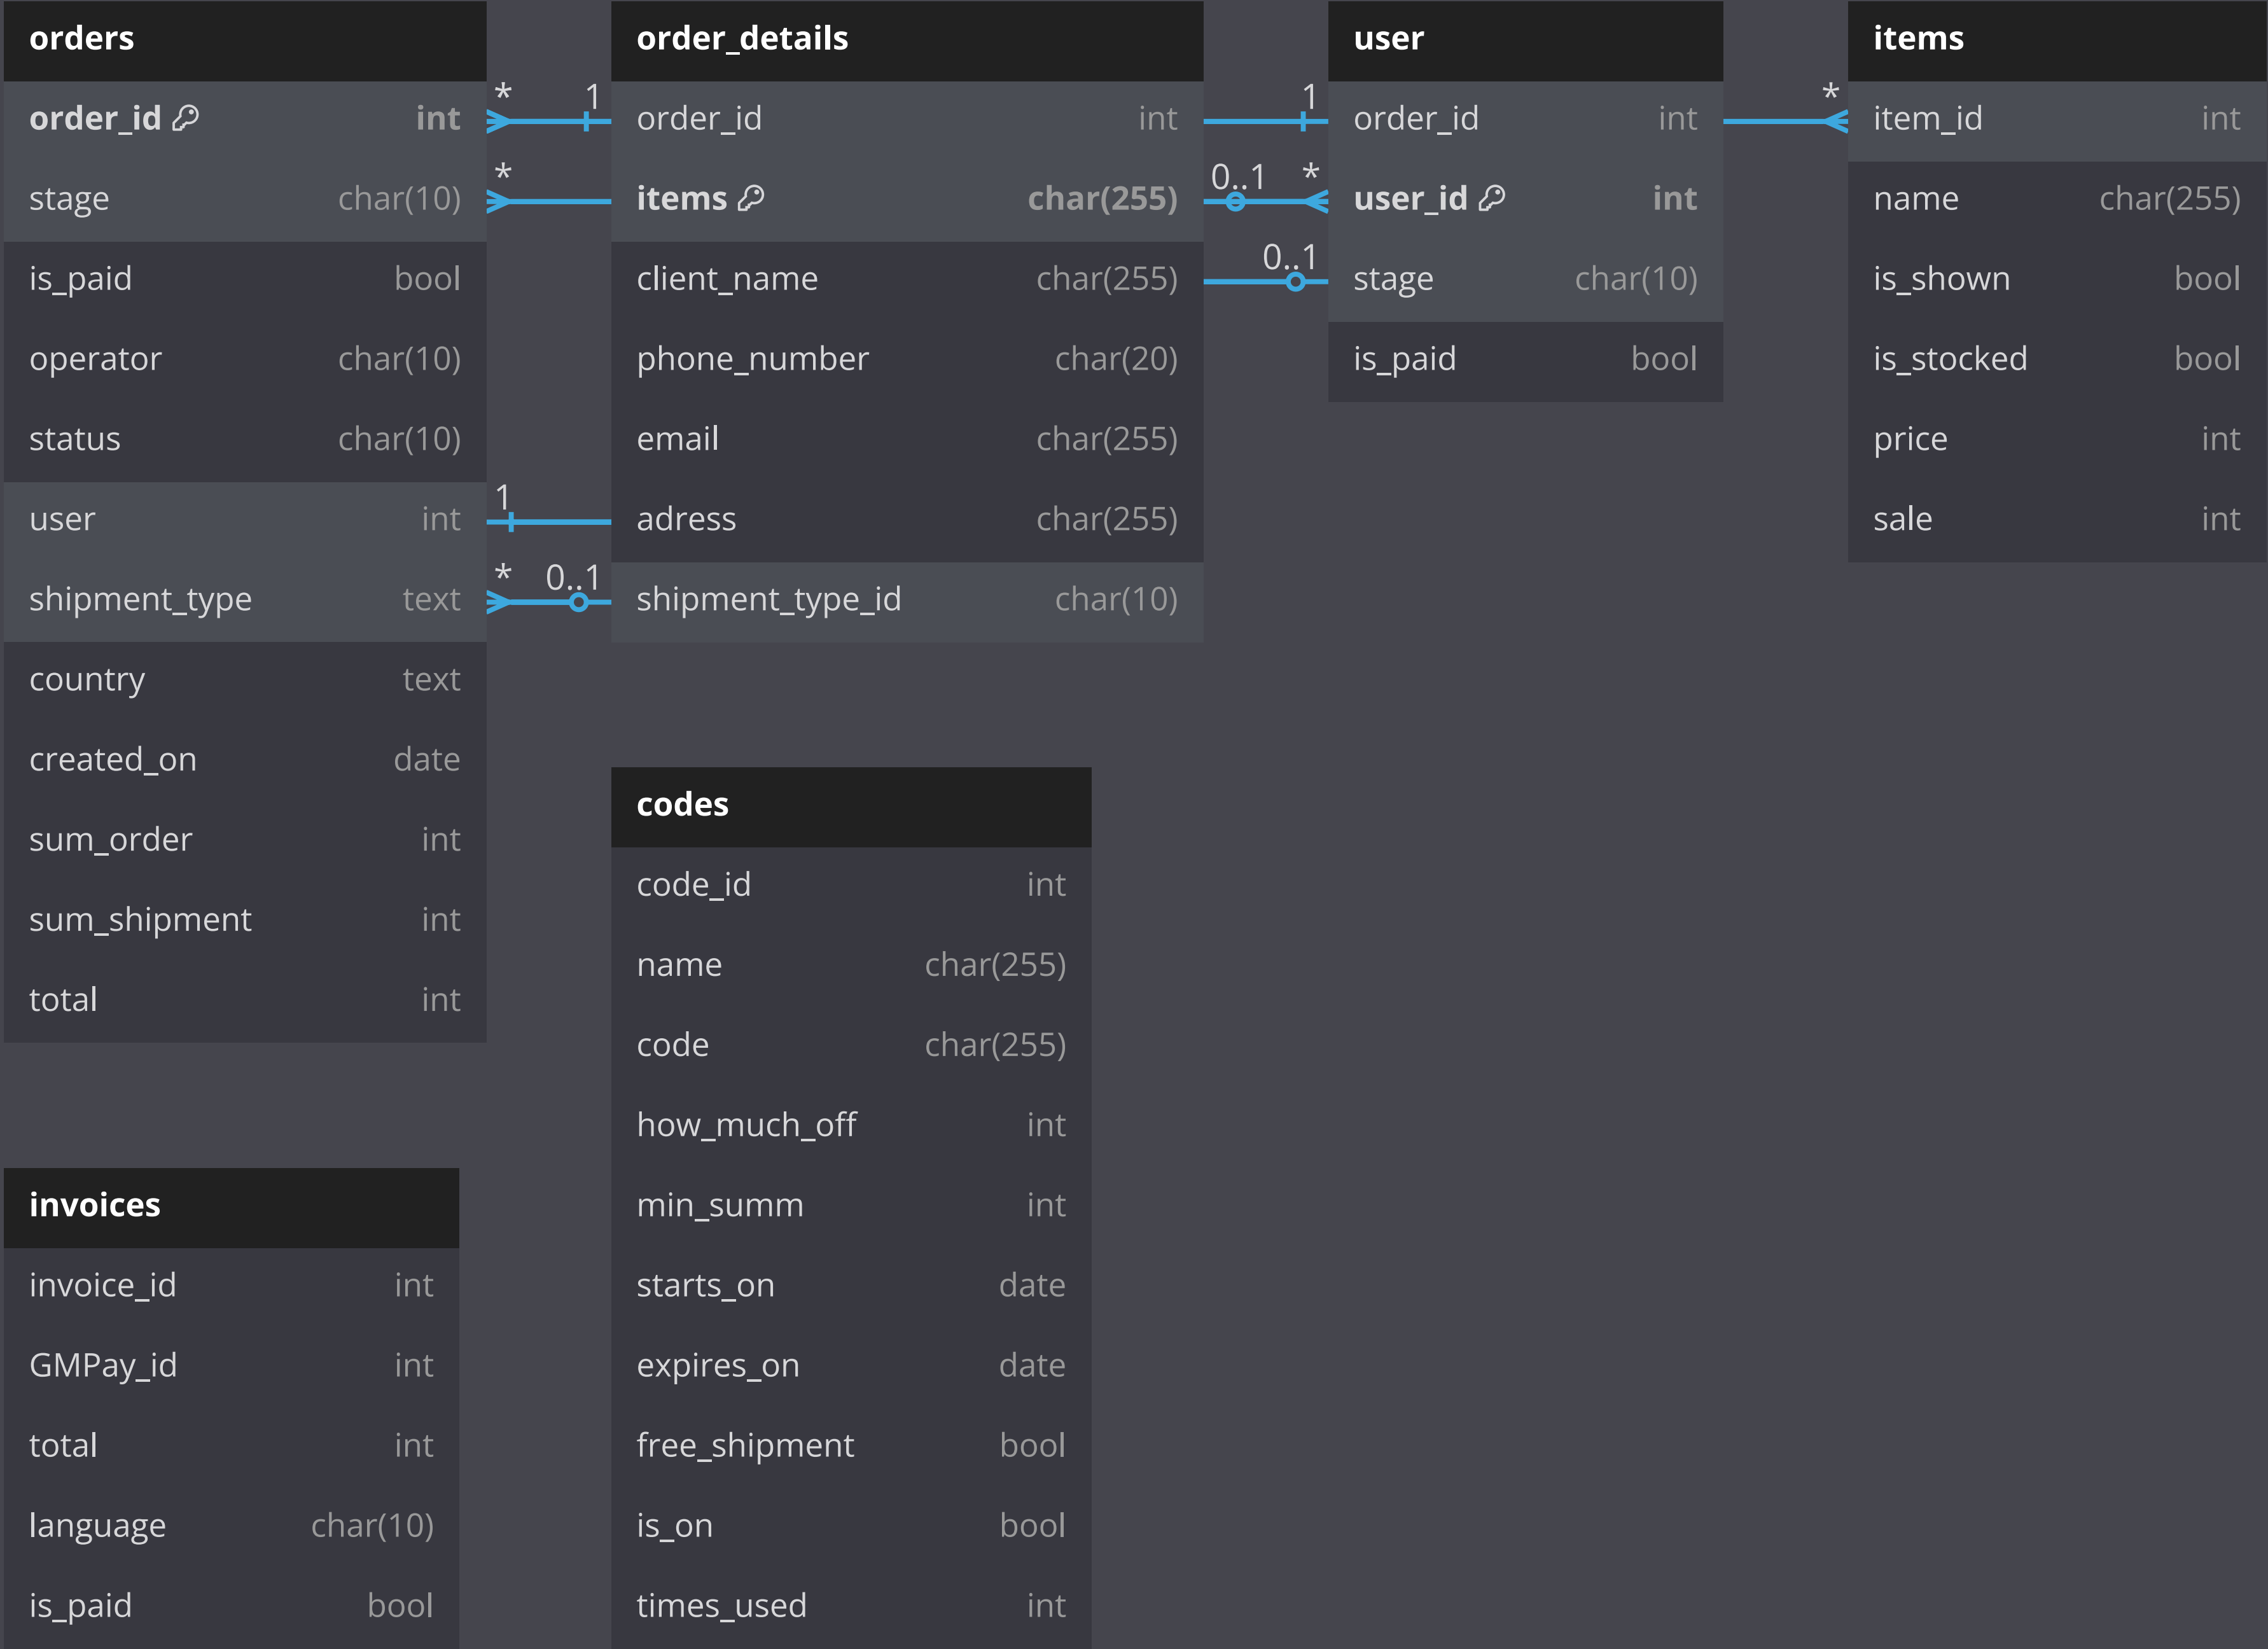 orders
order_id int
stage char(10)
is_paid bool
operator char(10)
status char(10)
user int
shipment_type text
country text
created_on date
sum_order int
sum_shipment int
total int
* 1
*
1
* 0..1
order_details
order_id int
items char(255)
client_name char(255)
phone_number char(20)
email char(255)
adress char(255)
shipment_type_id char(10)
1
0..1 *
0..1
user
order_id int
user_id int
stage char(10)
is_paid bool
*
items
item_id int
name char(255)
is_shown bool
is_stocked bool
price int
sale int
codes
code_id int
name char(255)
code char(255)
how_much_off int
min_summ int
starts_on date
expires_on date
free_shipment bool
is_on bool
times_used int
invoices
invoice_id int
GMPay_id int
total int
language char(10)
is_paid bool